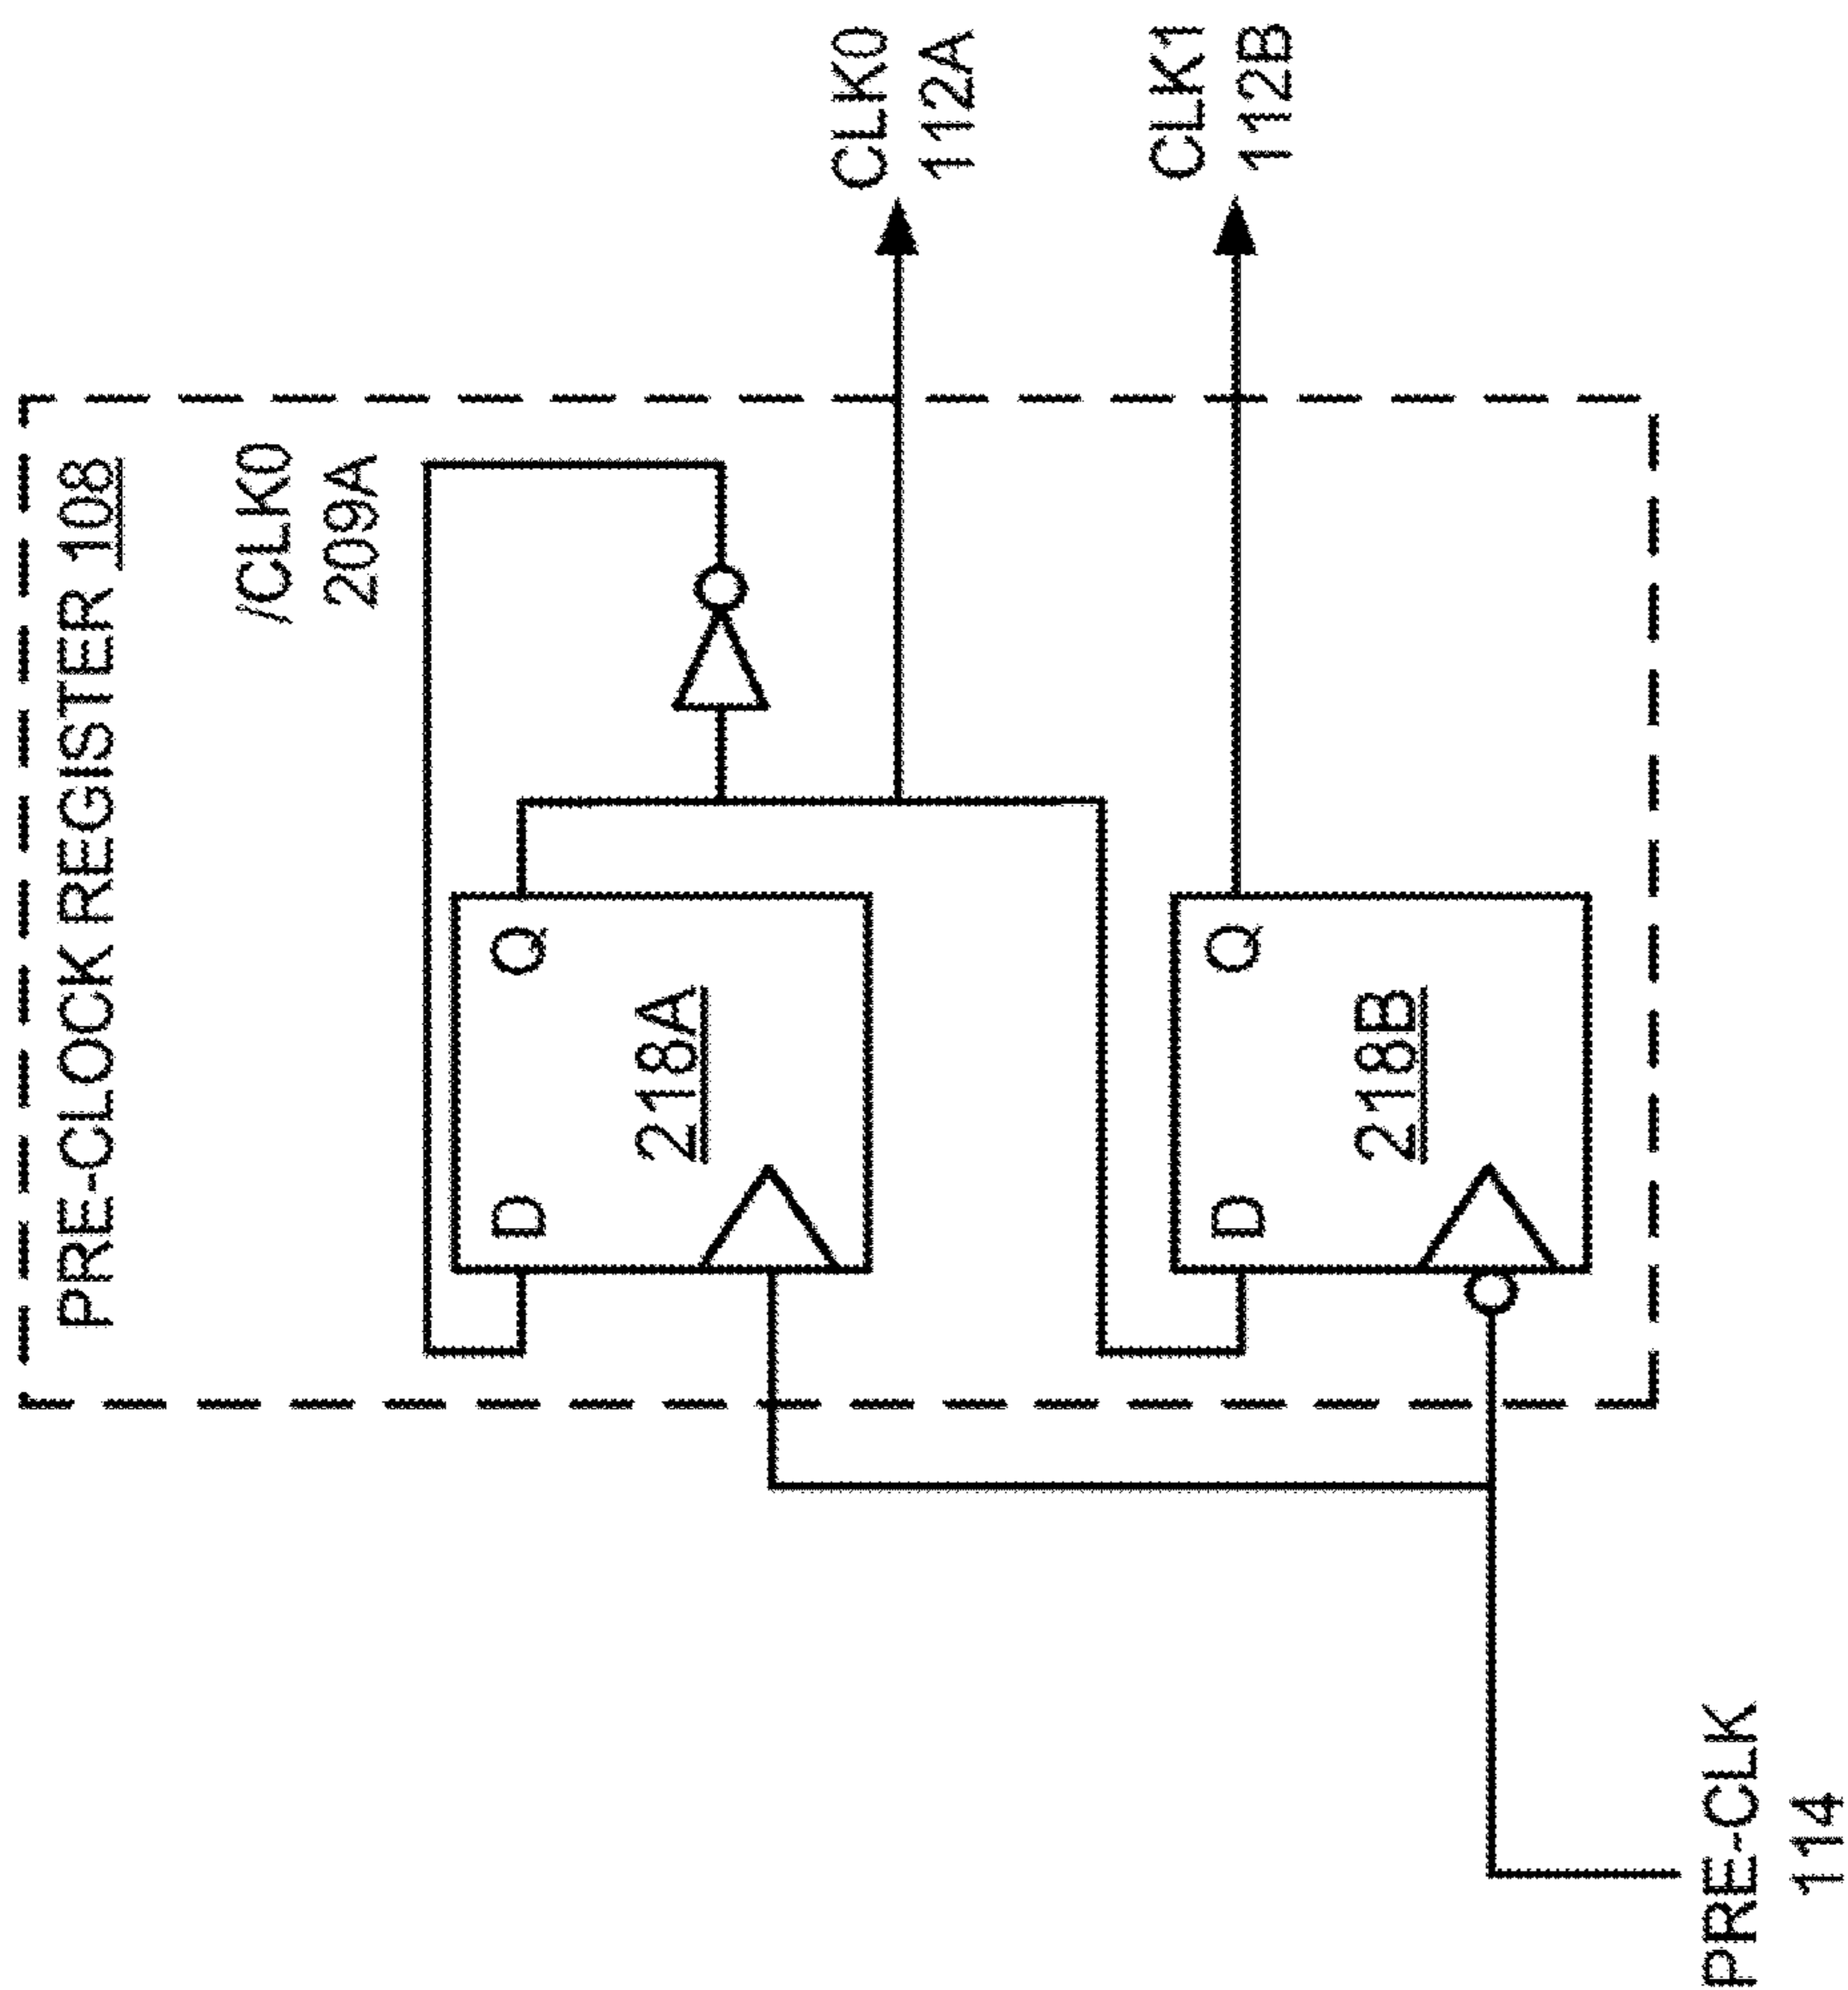 PRE-CLOCK REGISTER 108
/CLK0
209A
D
Q
218A
CLK0
112A
D
Q
218B
CLK1
112B
PRE-CLK
114